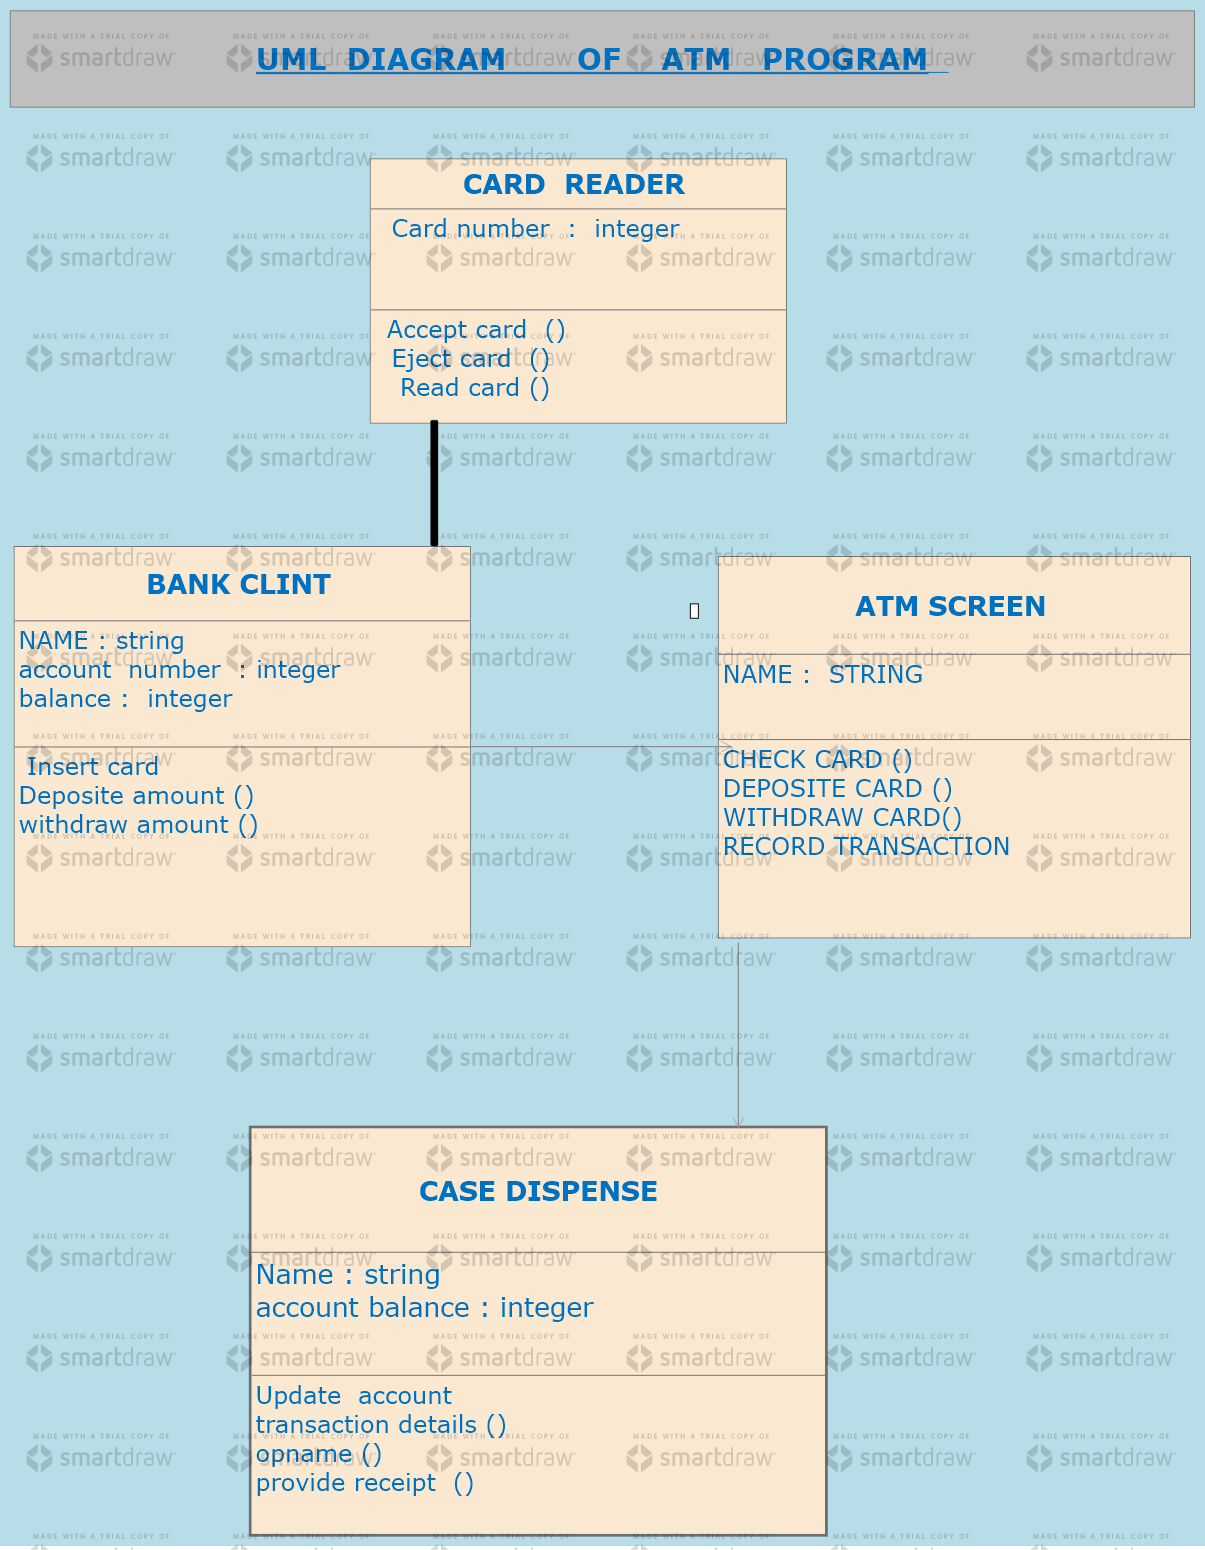 UML DIAGRAM OF ATM PROGRAM
CARD READER
Card number : integer
Accept card ()
Eject card ()
Read card ()
BANK CLINT
NAME : string
account number : integer
balance : integer
Insert card
Deposite amount ()
withdraw amount ()
ATM SCREEN
NAME : STRING
CHECK CARD ()
DEPOSITE CARD ()
WITHDRAW CARD()
RECORD TRANSACTION
CASE DISPENSE
Name : string
account balance : integer
Update account
transaction details ()
opname ()
provide receipt ()
MADE WITH A TRIAL COPY OF
smartdraw